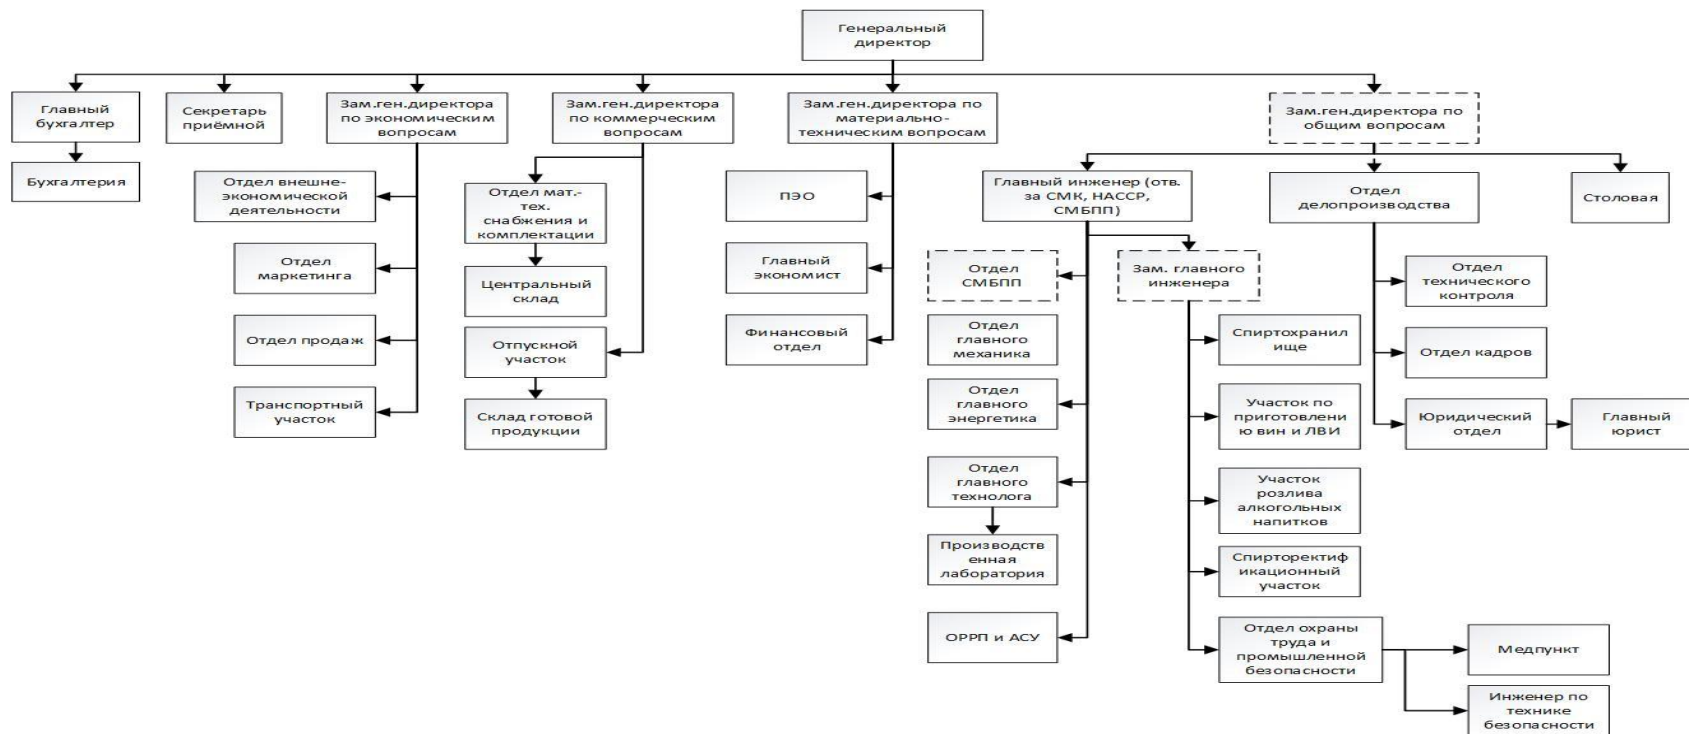 Генеральный
директор
Главный
бухгалтер
Секретарь
приёмной
Зам.ген.директора
по экономическим
вопросам
Зам.ген.директора
по коммерческим
вопросам
Зам.ген.директора по
материально-
техническим вопросам
Зам.ген.директора по
общим вопросам
Бухгалтерия
Отдел внешне-
экономической
деятельности
Отдел мат.-
тех.
снабжения и
комплектации
ПЭО
Главный инженер (отв.
за СМК, НАССР,
СМБПП)
Отдел
делопроизводства
Столовая
Отдел
маркетинга
Центральный
склад
Главный
экономист
Отдел
СМБПП
Зам. главного
инженера
Отдел
технического
контроля
Отдел продаж
Отпускной
участок
Финансовый
отдел
Отдел
главного
механика
Спиртохранил
ище
Отдел кадров
Транспортный
участок
Склад готовой
продукции
Отдел
главного
энергетика
Участок по
приготовлени
ю вин и ЛВИ
Юридический
отдел
Главный
юрист
Отдел
главного
технолога
Участок
розлива
алкогольных
напитков
Производств
енная
лаборатория
Спирторектиф
икационный
участок
ОРРП и АСУ
Отдел охраны
труда и
промышленной
безопасности
Медпункт
Инженер по
технике
безопасности